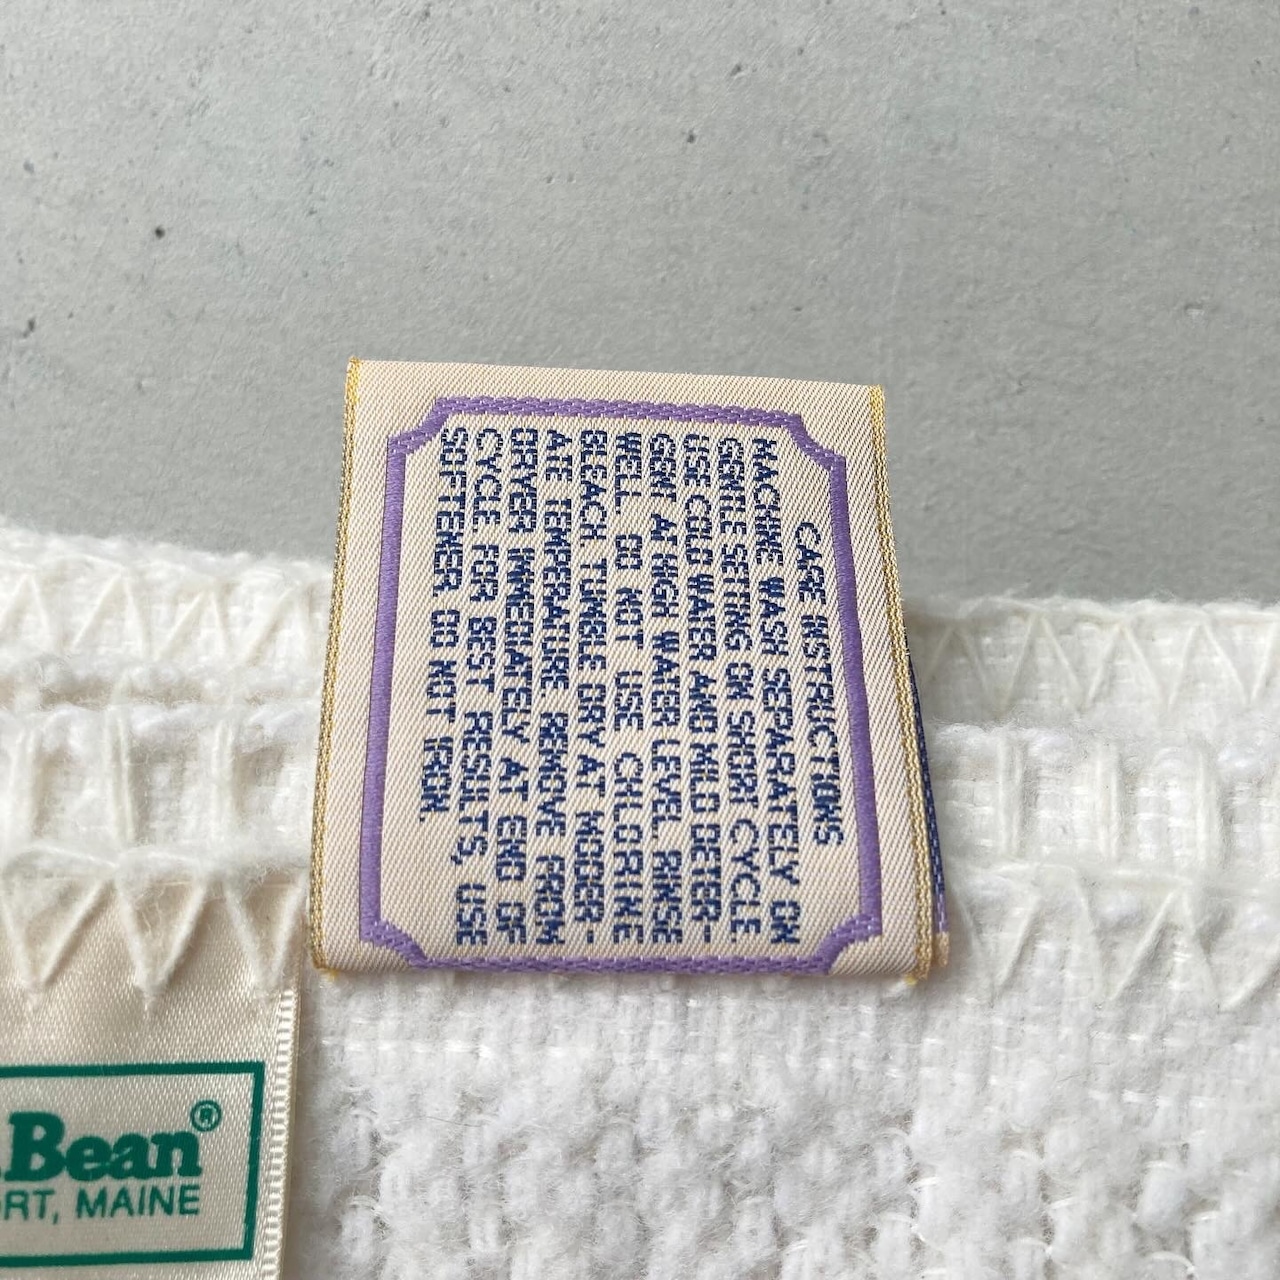 CARE INSTRUCTIONS
MACHINE WASH SEPARATELY ON
GENTLE SETTING ON SHORT CYCLE.
USE COLD WATER AND MILD DETER-
GENT AT HIGH WATER LEVEL. RINSE
WELL. DO NOT USE CHLORINE
BLEACH. TUMBLE DRY AT MODER-
ATE TEMPERATURE. REMOVE FROM
DRYER IMMEDIATELY AT END OF
CYCLE. FOR BEST RESULTS, USE
SOFTENER. DO NOT IRON.
.Bean®
ORT, MAINE